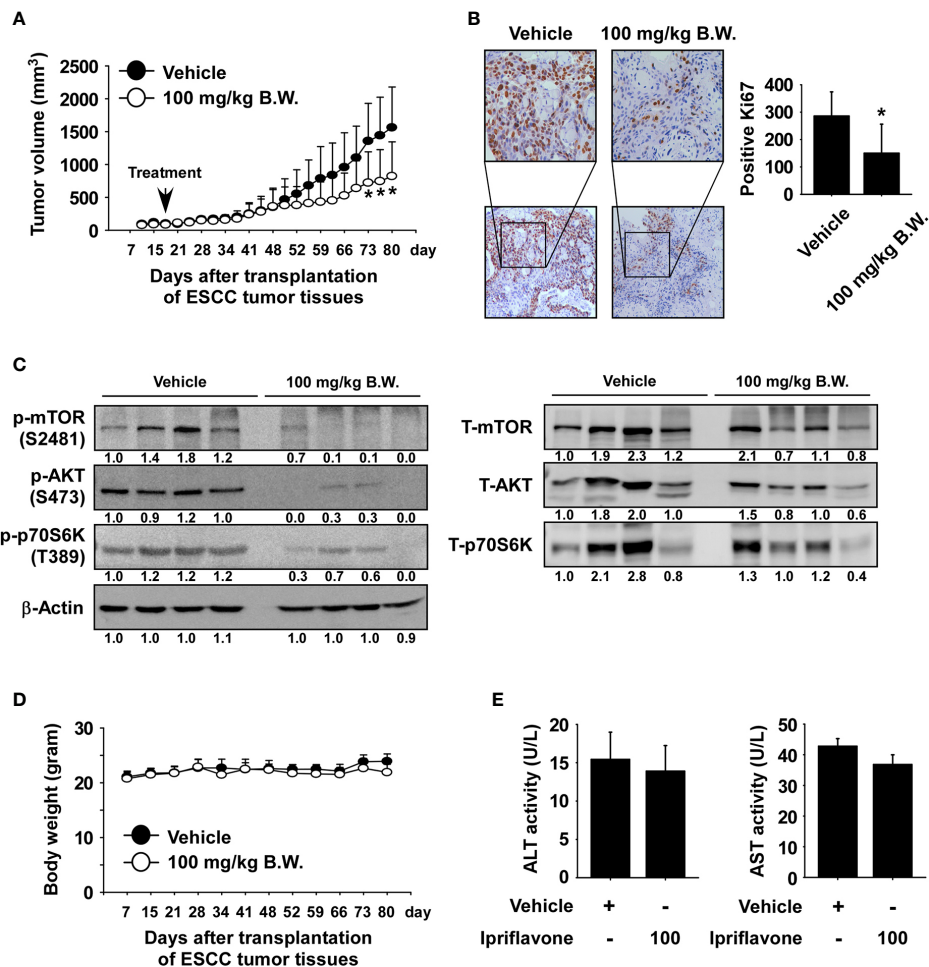 A
Tumor volume (mm3)
2500
2000
1500
1000
500
0
Vehicle
100 mg/kg B.W.
Treatment
* * *
7 15 21 28 34 41 48 52 59 66 73 80 day
Days after transplantation
of ESCC tumor tissues
B
Vehicle 100 mg/kg B.W.
Positive Ki67
400
300
200
100
0
*
Vehicle
100 mg/kg B.W.
C
Vehicle 100 mg/kg B.W.
p-mTOR
(S2481)
1.0 1.4 1.8 1.2 0.7 0.1 0.1 0.0
p-AKT
(S473)
1.0 0.9 1.2 1.0 0.0 0.3 0.3 0.0
p-p70S6K
(T389)
1.0 1.2 1.2 1.2 0.3 0.7 0.6 0.0
β-Actin
1.0 1.0 1.0 1.1 1.0 1.0 1.0 0.9
Vehicle 100 mg/kg B.W.
T-mTOR
1.0 1.9 2.3 1.2 2.1 0.7 1.1 0.8
T-AKT
1.0 1.8 2.0 1.0 1.5 0.8 1.0 0.6
T-p70S6K
1.0 2.1 2.8 0.8 1.3 1.0 1.2 0.4
D
Body weight (gram)
30
20
10
0
Vehicle
100 mg/kg B.W.
7 15 21 28 34 41 48 52 59 66 73 80 day
Days after transplantation
of ESCC tumor tissues
E
ALT activity (U/L)
20
15
10
5
0
Vehicle + -
Ipriflavone - 100
AST activity (U/L)
50
40
30
20
10
0
Vehicle + -
Ipriflavone - 100